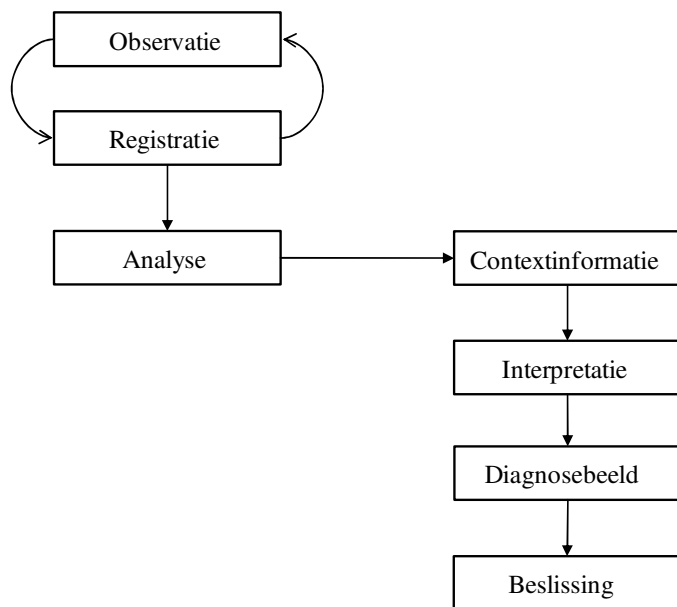 Observatie
Registratie
Analyse
Contextinformatie
Interpretatie
Diagnosebeeld
Beslissing